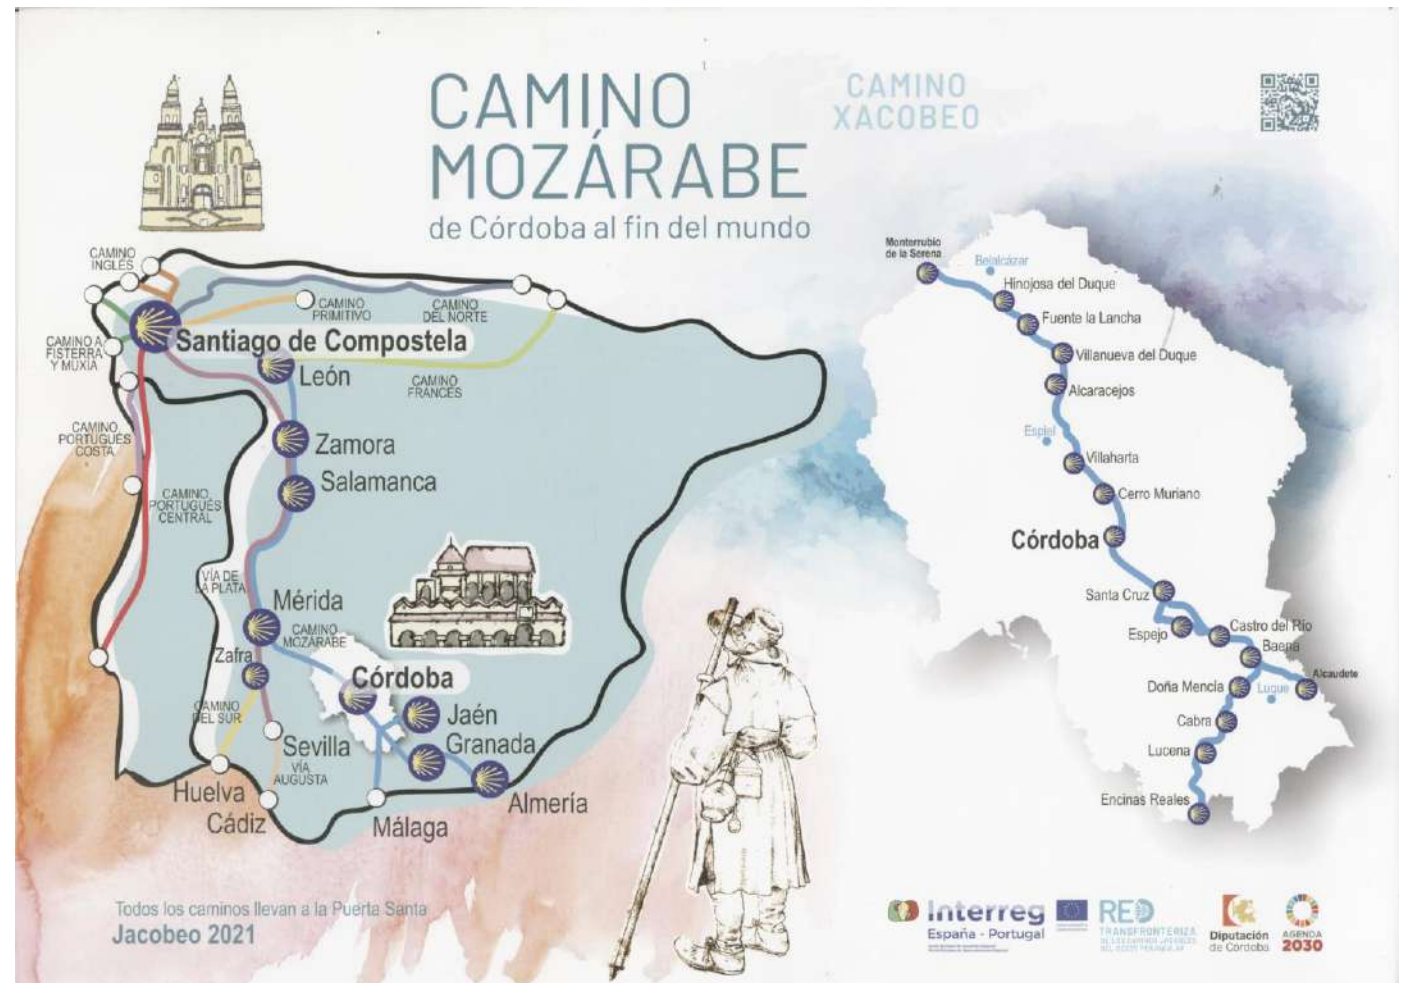 CAMINO
MOZÁRABE
de Córdoba al fin del mundo
CAMINO
XACOBEO
CAMINO
INGLÉS
CAMINO
PRIMITIVO
CAMINO
DEL NORTE
Santiago de Compostela
CAMINO A
FISTERRA
Y MUXÍA
León
CAMINO
FRANCÉS
CAMINO
PORTUGUÉS
COSTA
Zamora
Salamanca
CAMINO
PORTUGUÉS
CENTRAL
VÍA DE
LA PLATA
Mérida
CAMINO
MOZÁRABE
Zafra
Córdoba
CAMINO
DEL SUR
Jaén
Sevilla
Granada
VÍA
AUGUSTA
Huelva
Cádiz
Málaga
Almería
Todos los caminos llevan a la Puerta Santa
Jacobeo 2021
Monterrubio
de la Serena
Belalcázar
Hinojosa del Duque
Fuente la Lancha
Villanueva del Duque
Alcaracejos
Espiel
Villaharta
Cerro Muriano
Córdoba
Santa Cruz
Espejo
Castro del Río
Baena
Doña Mencía
Luque
Alcaudete
Cabra
Lucena
Encinas Reales
Interreg
España - Portugal
RED
TRANSFRONTERIZA
Diputación
de Córdoba
AGENDA
2030